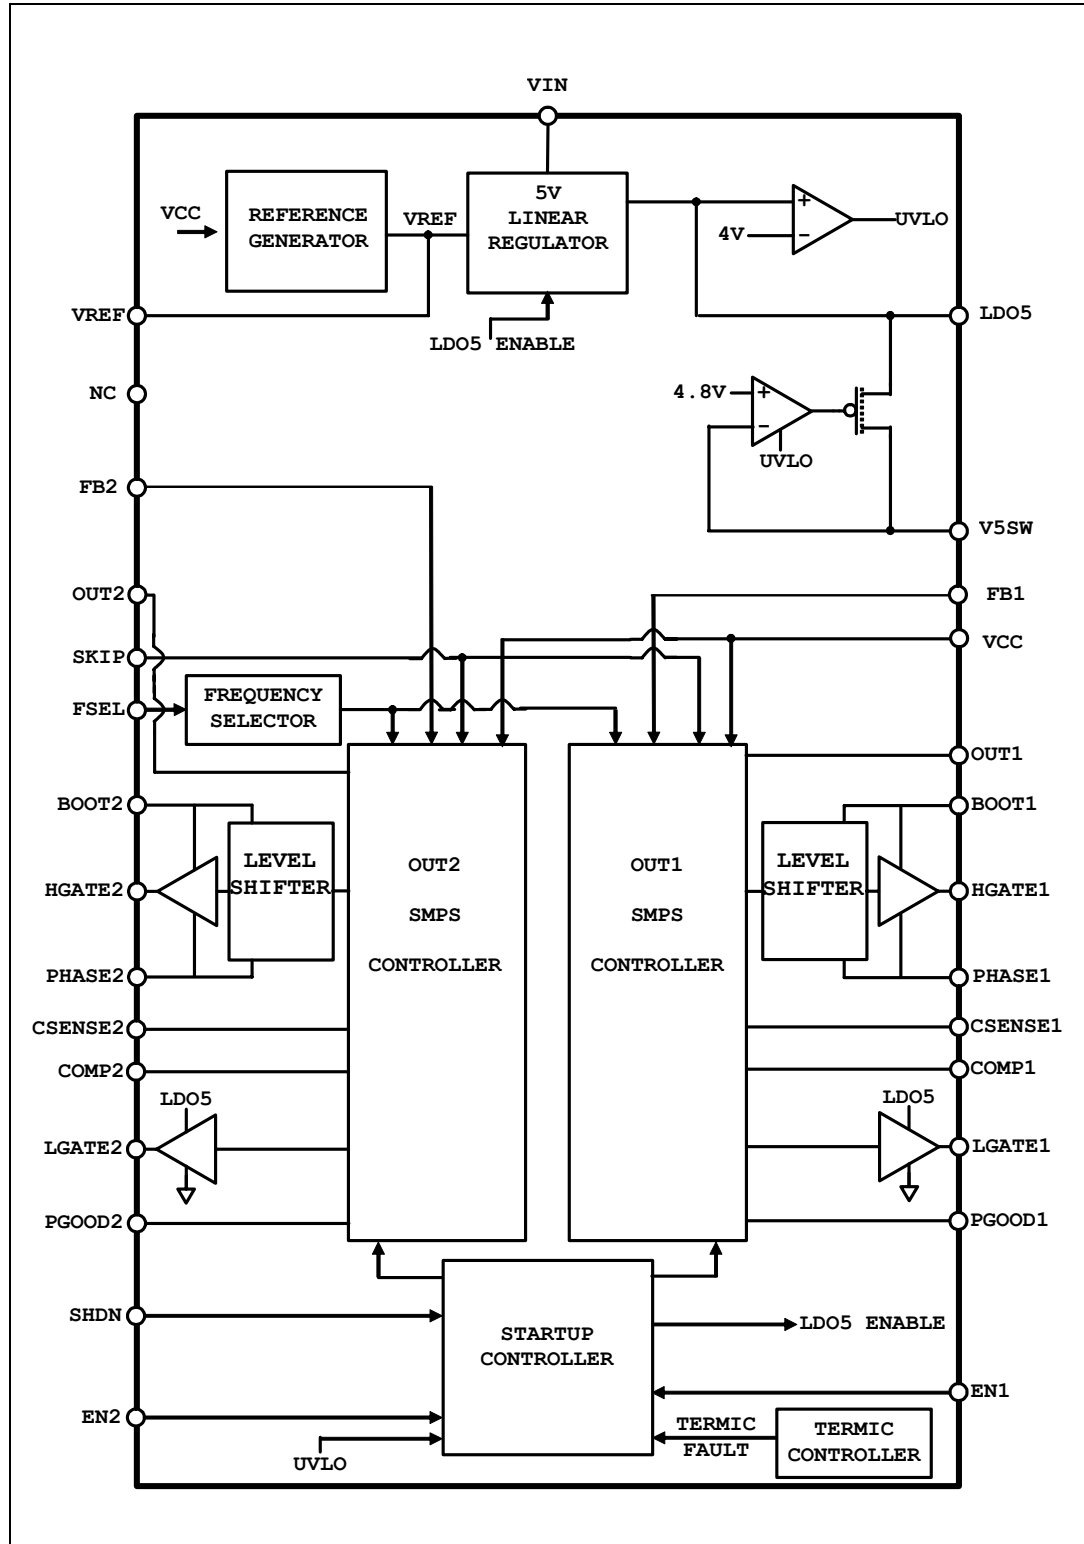 VIN
VCC
REFERENCE
GENERATOR
VREF
5V
LINEAR
REGULATOR
4V
+
-
UVLO
VREF
LDO5
LDO5 ENABLE
NC
4.8V
+
-
UVLO
FB2
V5SW
OUT2
FB1
SKIP
VCC
FSEL
FREQUENCY
SELECTOR
OUT1
BOOT2
BOOT1
LEVEL
SHIFTER
OUT2
SMPS
CONTROLLER
OUT1
SMPS
CONTROLLER
LEVEL
SHIFTER
HGATE2
HGATE1
PHASE2
PHASE1
CSENSE2
CSENSE1
COMP2
COMP1
LDO5
LDO5
LGATE2
LGATE1
PGOOD2
PGOOD1
SHDN
STARTUP
CONTROLLER
LDO5 ENABLE
EN1
EN2
UVLO
TERMIC
FAULT
TERMIC
CONTROLLER